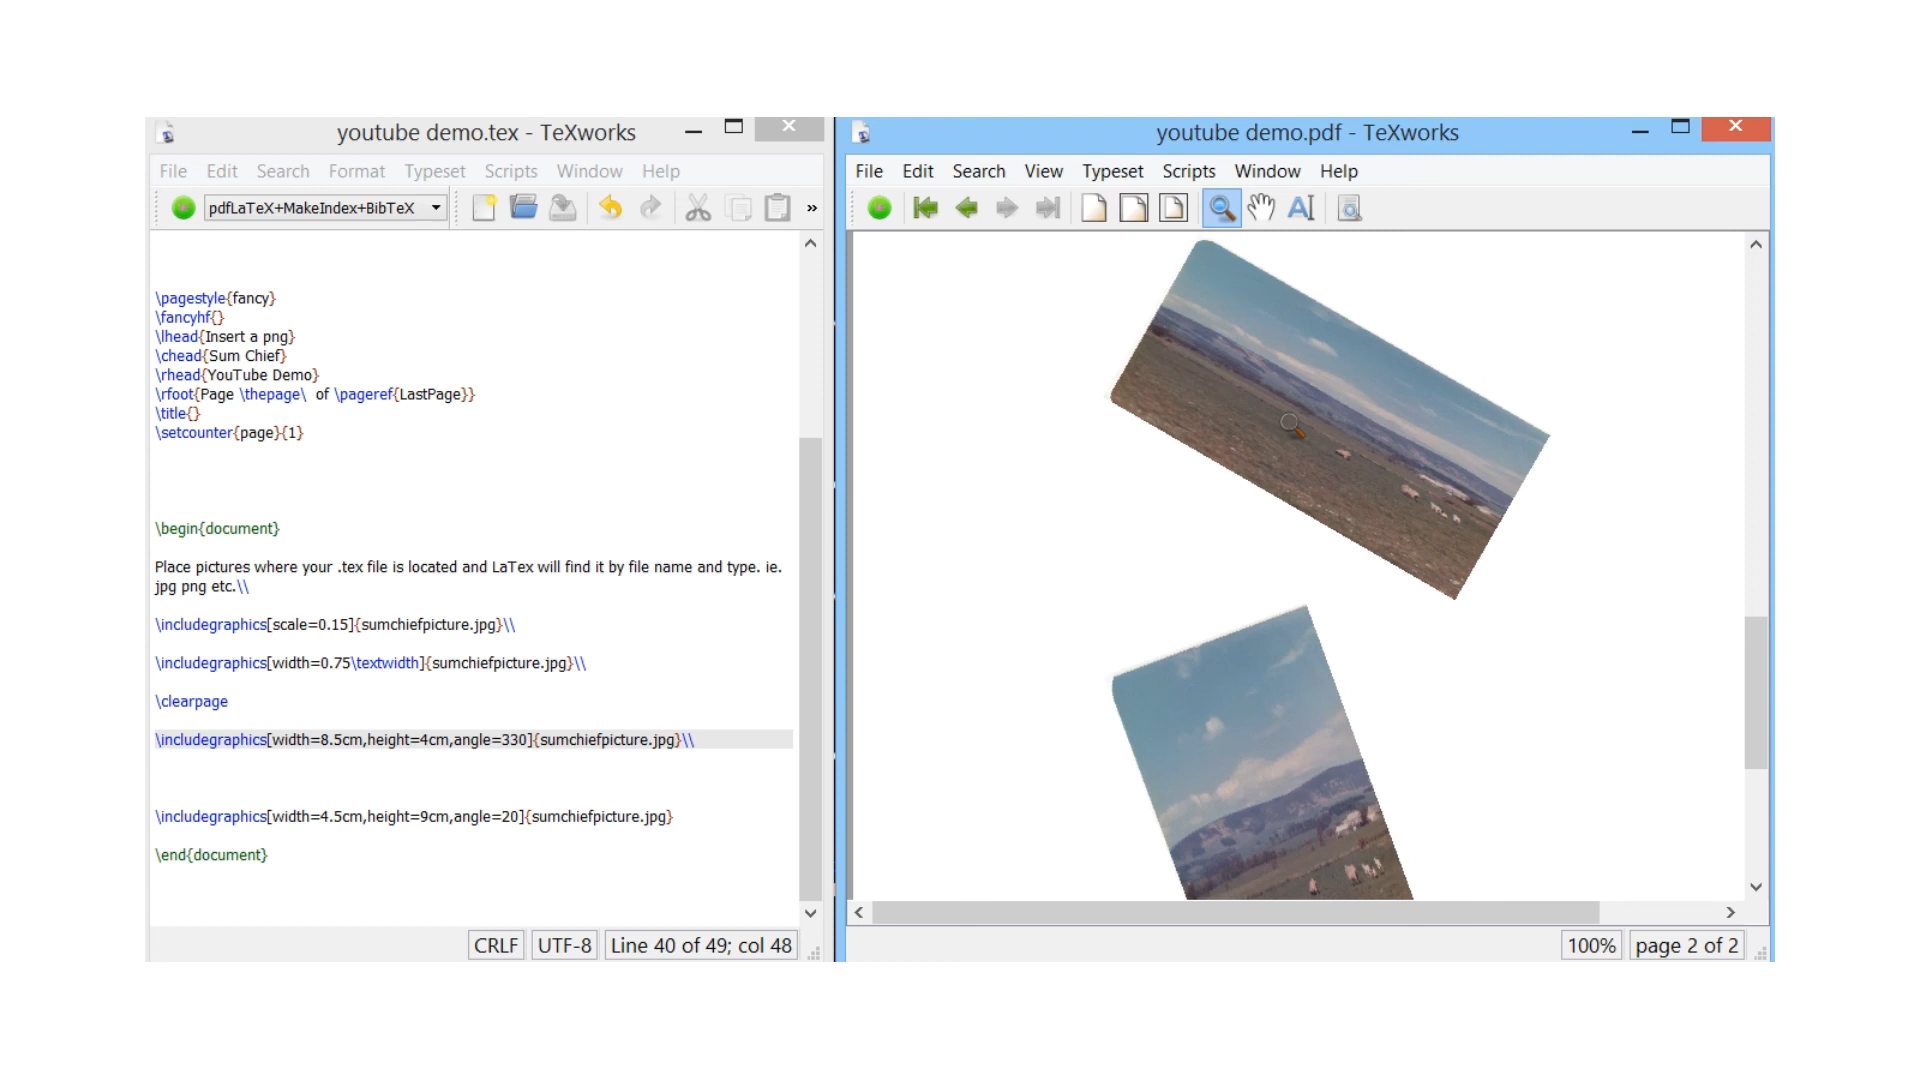 youtube demo.tex - TeXworks
File Edit Search Format Typeset Scripts Window Help
pdfLaTeX+MakeIndex+BibTeX »
\pagestyle{fancy}
\fancyhf{}
\lhead{Insert a png}
\chead{Sum Chief}
\rhead{YouTube Demo}
\rfoot{Page \thepage\ of \pageref{LastPage}}
\title{}
\setcounter{page}{1}
\begin{document}
Place pictures where your .tex file is located and LaTex will find it by file name and type. ie.
jpg png etc.\\
\includegraphics[scale=0.15]{sumchiefpicture.jpg}\\
\includegraphics[width=0.75\textwidth]{sumchiefpicture.jpg}\\
\clearpage
\includegraphics[width=8.5cm,height=4cm,angle=330]{sumchiefpicture.jpg}\\
\includegraphics[width=4.5cm,height=9cm,angle=20]{sumchiefpicture.jpg}
\end{document}
CRLF UTF-8 Line 40 of 49; col 48
youtube demo.pdf - TeXworks
File Edit Search View Typeset Scripts Window Help
100% page 2 of 2